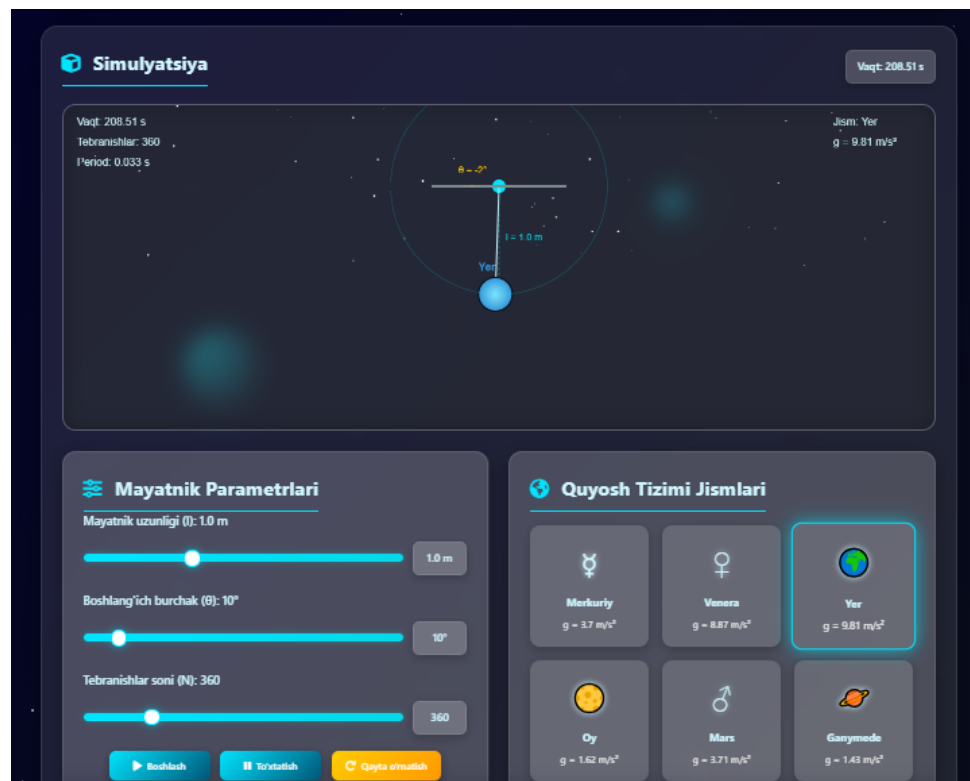 Simulyatsiya
Vaqt: 208.51 s
Vaqt: 208.51 s
Tebranishlar: 360
Period: 0.033 s
Jism: Yer
g = 9.81 m/s²
θ = -2°
l = 1.0 m
Yer
Mayatnik Parametrlari
Mayatnik uzunligi (l): 1.0 m
1.0 m
Boshlang'ich burchak (θ): 10°
10°
Tebranishlar soni (N): 360
360
Boshlash
To'xtatish
Qayta o'rnatish
Quyosh Tizimi Jismlari
Merkuriy
g = 3.7 m/s²
Venera
g = 8.87 m/s²
Yer
g = 9.81 m/s²
Oy
g = 1.62 m/s²
Mars
g = 3.71 m/s²
Ganymede
g = 1.43 m/s²